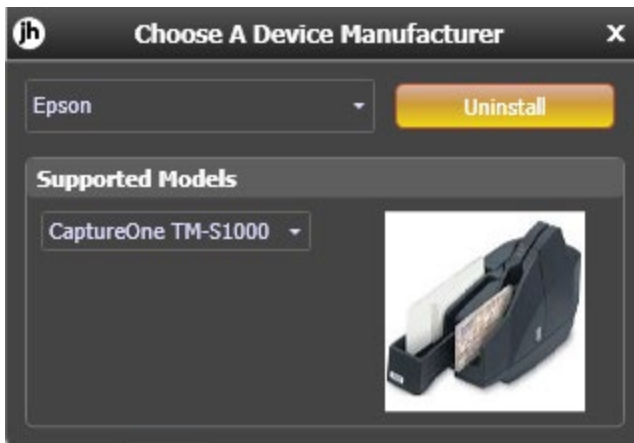 jh Choose A Device Manufacturer X
Epson Uninstall
Supported Models
CaptureOne TM-S1000